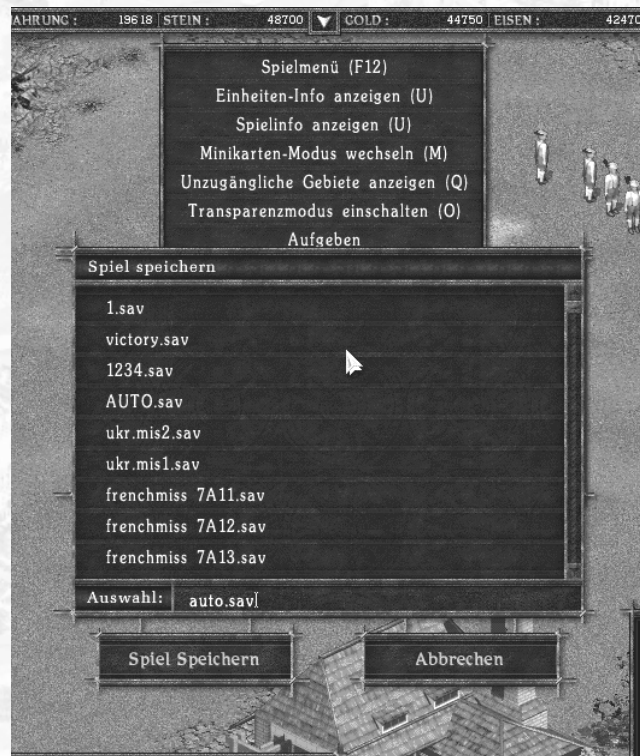 AHRUNG : 19618 STEIN : 48700 GOLD : 44750 EISEN : 42470
Spielmenü (F12)
Einheiten-Info anzeigen (U)
Spielinfo anzeigen (U)
Minikarten-Modus wechseln (M)
Unzugängliche Gebiete anzeigen (Q)
Transparenzmodus einschalten (O)
Aufgeben
Spiel speichern
1.sav
victory.sav
1234.sav
AUTO.sav
ukr.mis2.sav
ukr.mis1.sav
frenchmiss 7A11.sav
frenchmiss 7A12.sav
frenchmiss 7A13.sav
Auswahl: auto.sav
Spiel Speichern Abbrechen